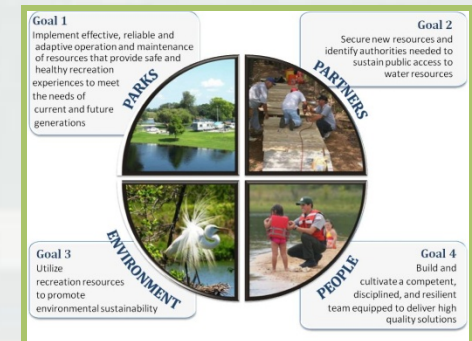 Goal 1
Implement effective, reliable and
adaptive operation and maintenance
of resources that provide safe and
healthy recreation
experiences to meet
the needs of
current and future
generations
PARKS
Goal 2
Secure new resources and
identify authorities needed to
sustain public access to
water resources
PARTNERS
Goal 3
Utilize
recreation resources
to promote
environmental sustainability
ENVIRONMENT
Goal 4
Build and
cultivate a competent,
disciplined, and resilient
team equipped to deliver high
quality solutions
PEOPLE